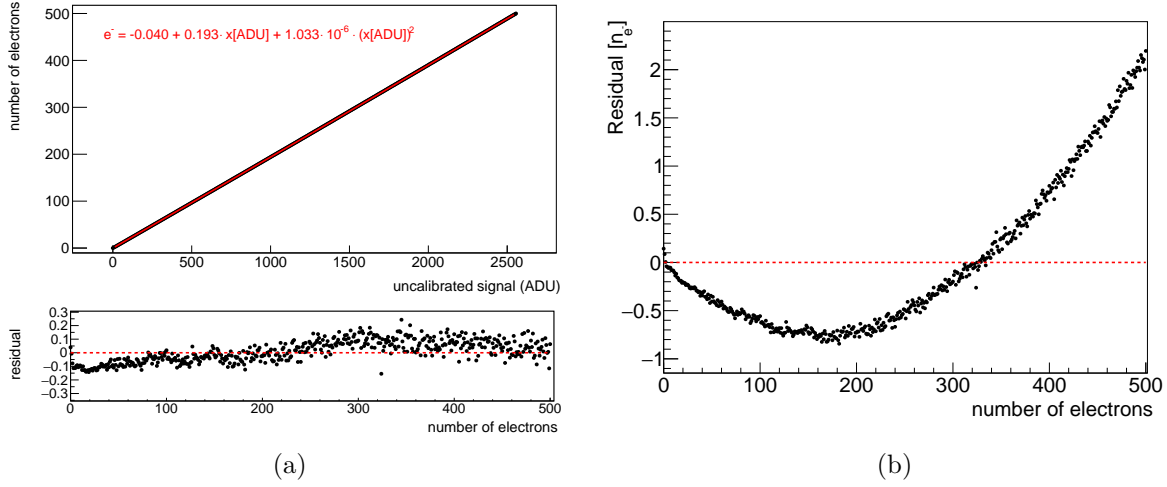 number of electrons
500
400
300
200
100
0
e⁻ = -0.040 + 0.193· x[ADU] + 1.033· 10⁻⁶ · (x[ADU])²
0 500 1000 1500 2000 2500
uncalibrated signal (ADU)
residual
0.3
0.2
0.1
0
−0.1
−0.2
−0.3
0 100 200 300 400 500
number of electrons
(a)
Residual [n_e⁻]
2
1.5
1
0.5
0
−0.5
−1
0 100 200 300 400 500
number of electrons
(b)